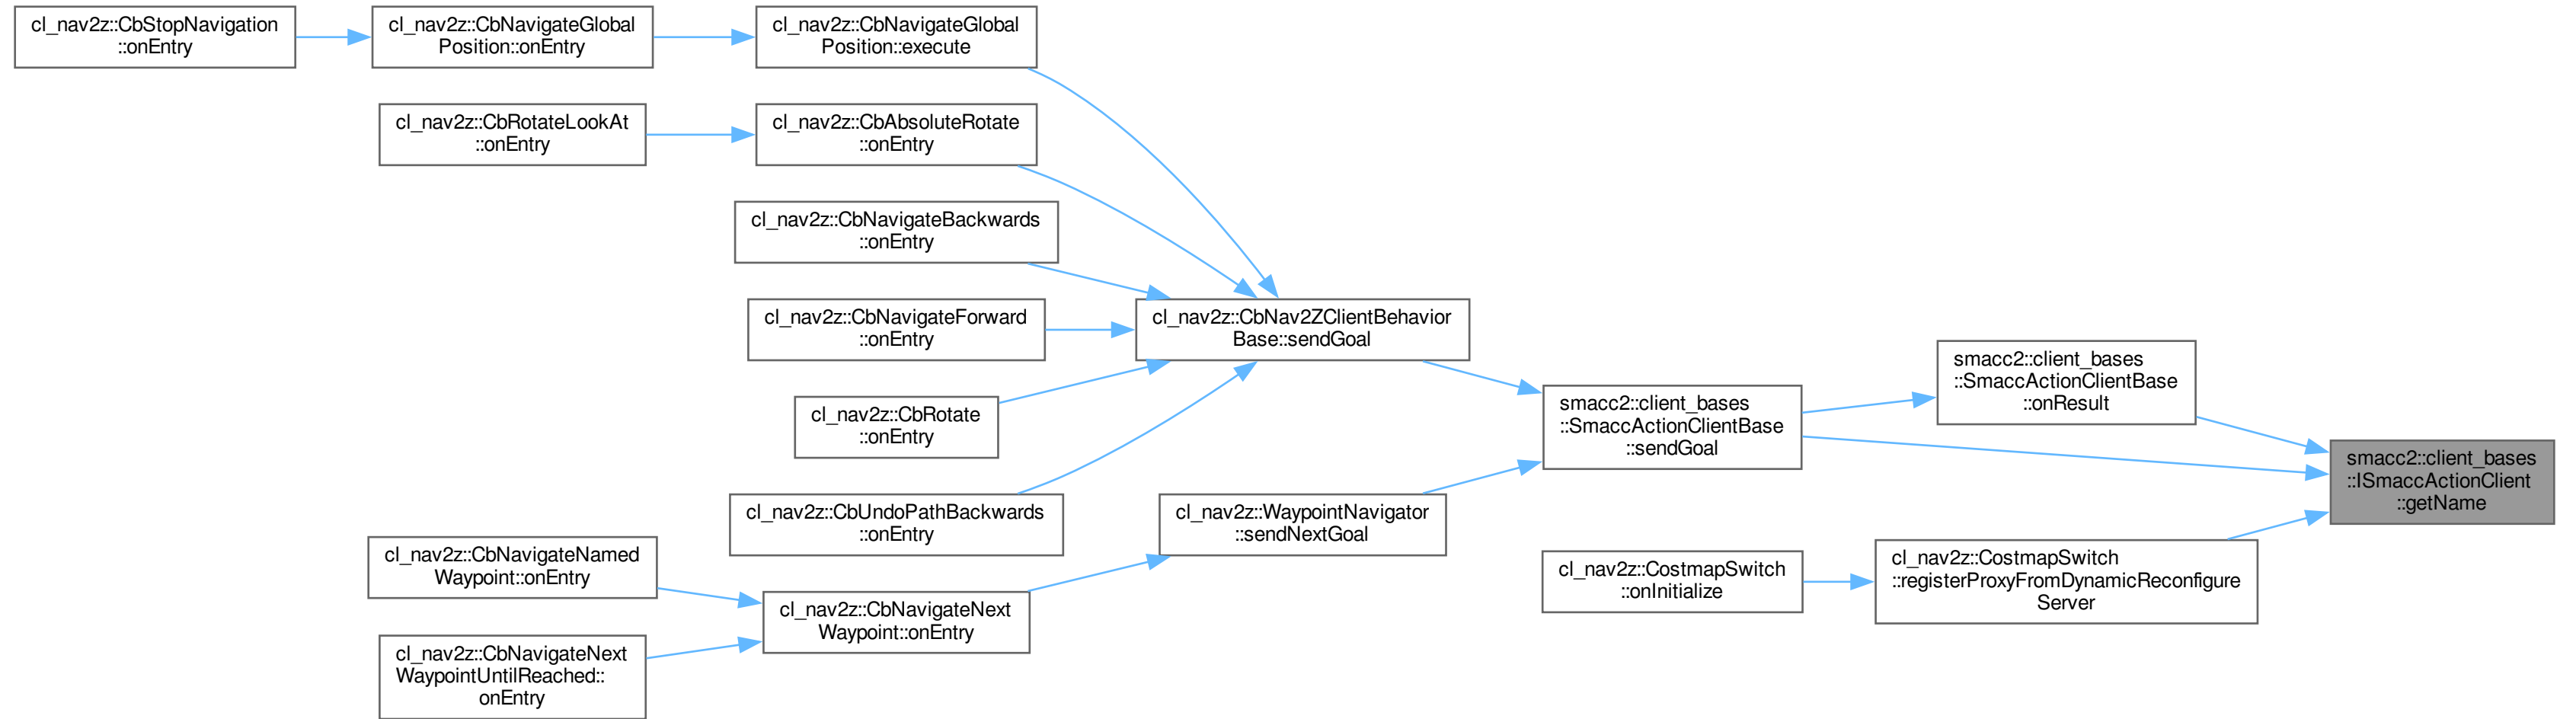 cl_nav2z::CbStopNavigation
::onEntry
cl_nav2z::CbNavigateGlobal
Position::onEntry
cl_nav2z::CbNavigateGlobal
Position::execute
cl_nav2z::CbRotateLookAt
::onEntry
cl_nav2z::CbAbsoluteRotate
::onEntry
cl_nav2z::CbNavigateBackwards
::onEntry
cl_nav2z::CbNavigateForward
::onEntry
cl_nav2z::CbNav2ZClientBehavior
Base::sendGoal
cl_nav2z::CbRotate
::onEntry
cl_nav2z::CbUndoPathBackwards
::onEntry
cl_nav2z::WaypointNavigator
::sendNextGoal
smacc2::client_bases
::SmaccActionClientBase
::sendGoal
smacc2::client_bases
::SmaccActionClientBase
::onResult
smacc2::client_bases
::ISmaccActionClient
::getName
cl_nav2z::CbNavigateNamed
Waypoint::onEntry
cl_nav2z::CbNavigateNext
Waypoint::onEntry
cl_nav2z::CostmapSwitch
::onInitialize
cl_nav2z::CostmapSwitch
::registerProxyFromDynamicReconfigure
Server
cl_nav2z::CbNavigateNext
WaypointUntilReached::
onEntry